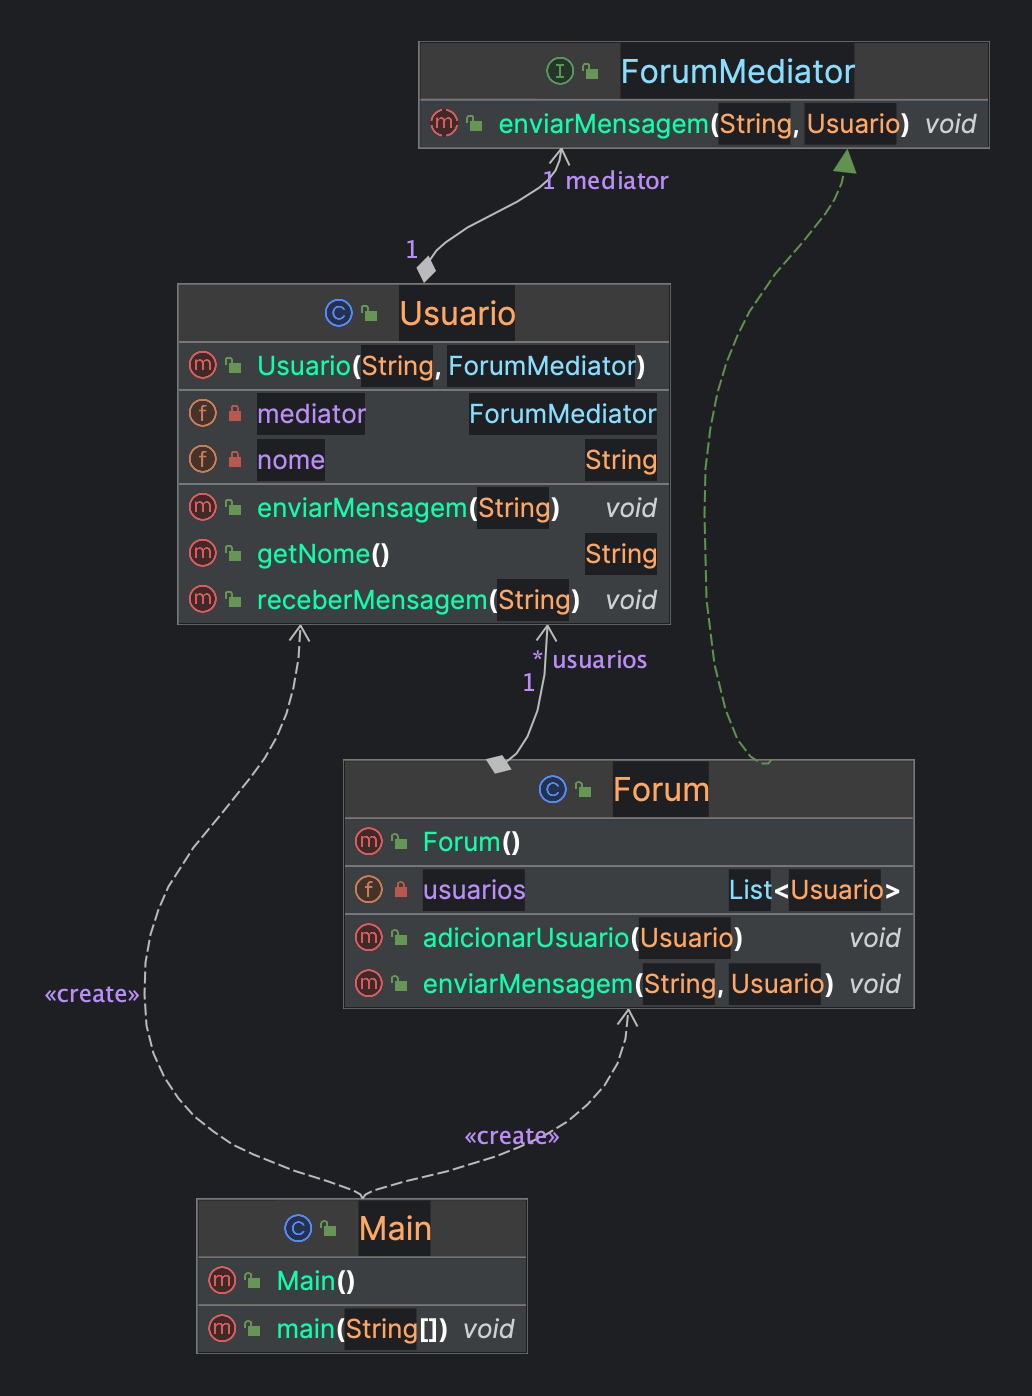 ForumMediator
enviarMensagem(String, Usuario) void
1 mediator
1
Usuario
Usuario(String, ForumMediator)
mediator ForumMediator
nome String
enviarMensagem(String) void
getNome() String
receberMensagem(String) void
* usuarios
1
Forum
Forum()
usuarios List<Usuario>
adicionarUsuario(Usuario) void
enviarMensagem(String, Usuario) void
«create»
«create»
Main
Main()
main(String[]) void